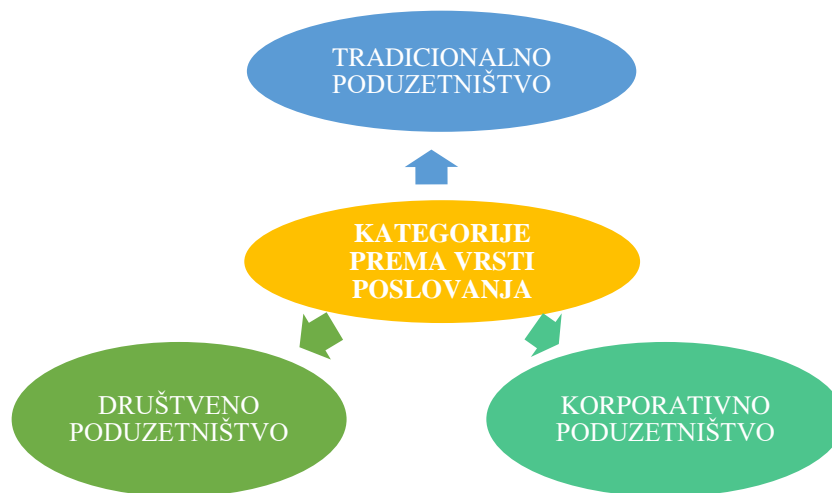 TRADICIONALNO
PODUZETNIŠTVO
KATEGORIJE
PREMA VRSTI
POSLOVANJA
DRUŠTVENO
PODUZETNIŠTVO
KORPORATIVNO
PODUZETNIŠTVO